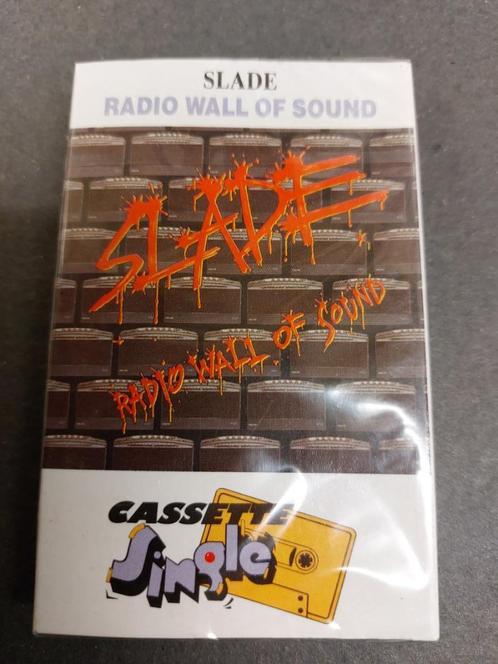 SLADE
RADIO WALL OF SOUND
SLADE
RADIO WALL OF SOUND
CASSETTE
Single